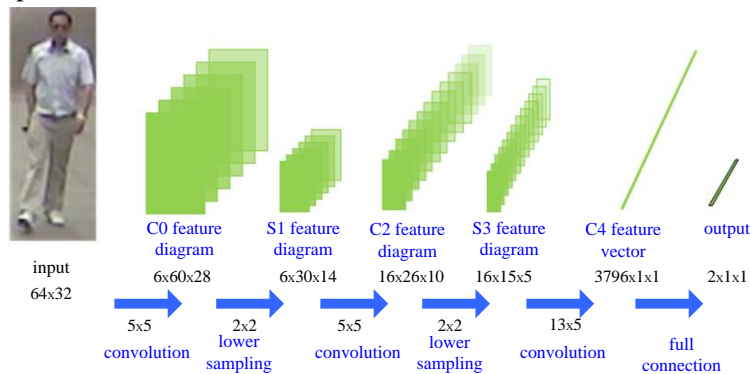 C0 feature
diagram
S1 feature
diagram
C2 feature
diagram
S3 feature
diagram
C4 feature
vector
output
input
64x32
6x60x28
6x30x14
16x26x10
16x15x5
3796x1x1
2x1x1
5x5
convolution
2x2
lower
sampling
5x5
convolution
2x2
lower
sampling
13x5
convolution
full
connection